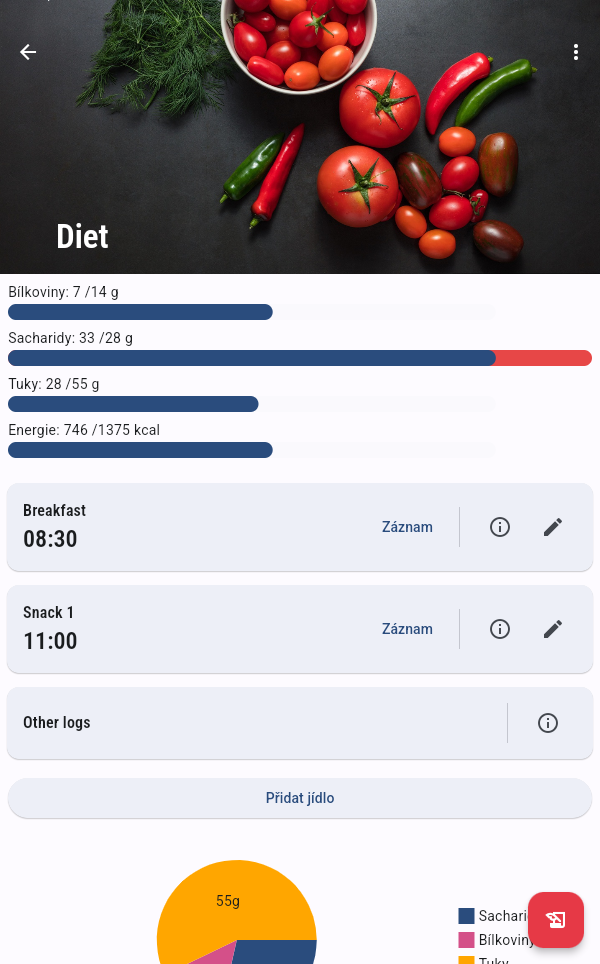 Diet
Bílkoviny: 7 /14 g
Sacharidy: 33 /28 g
Tuky: 28 /55 g
Energie: 746 /1375 kcal
Breakfast
08:30
Záznam
Snack 1
11:00
Záznam
Other logs
Přidat jídlo
55g
Sachari
Bílkoviny
Tuky